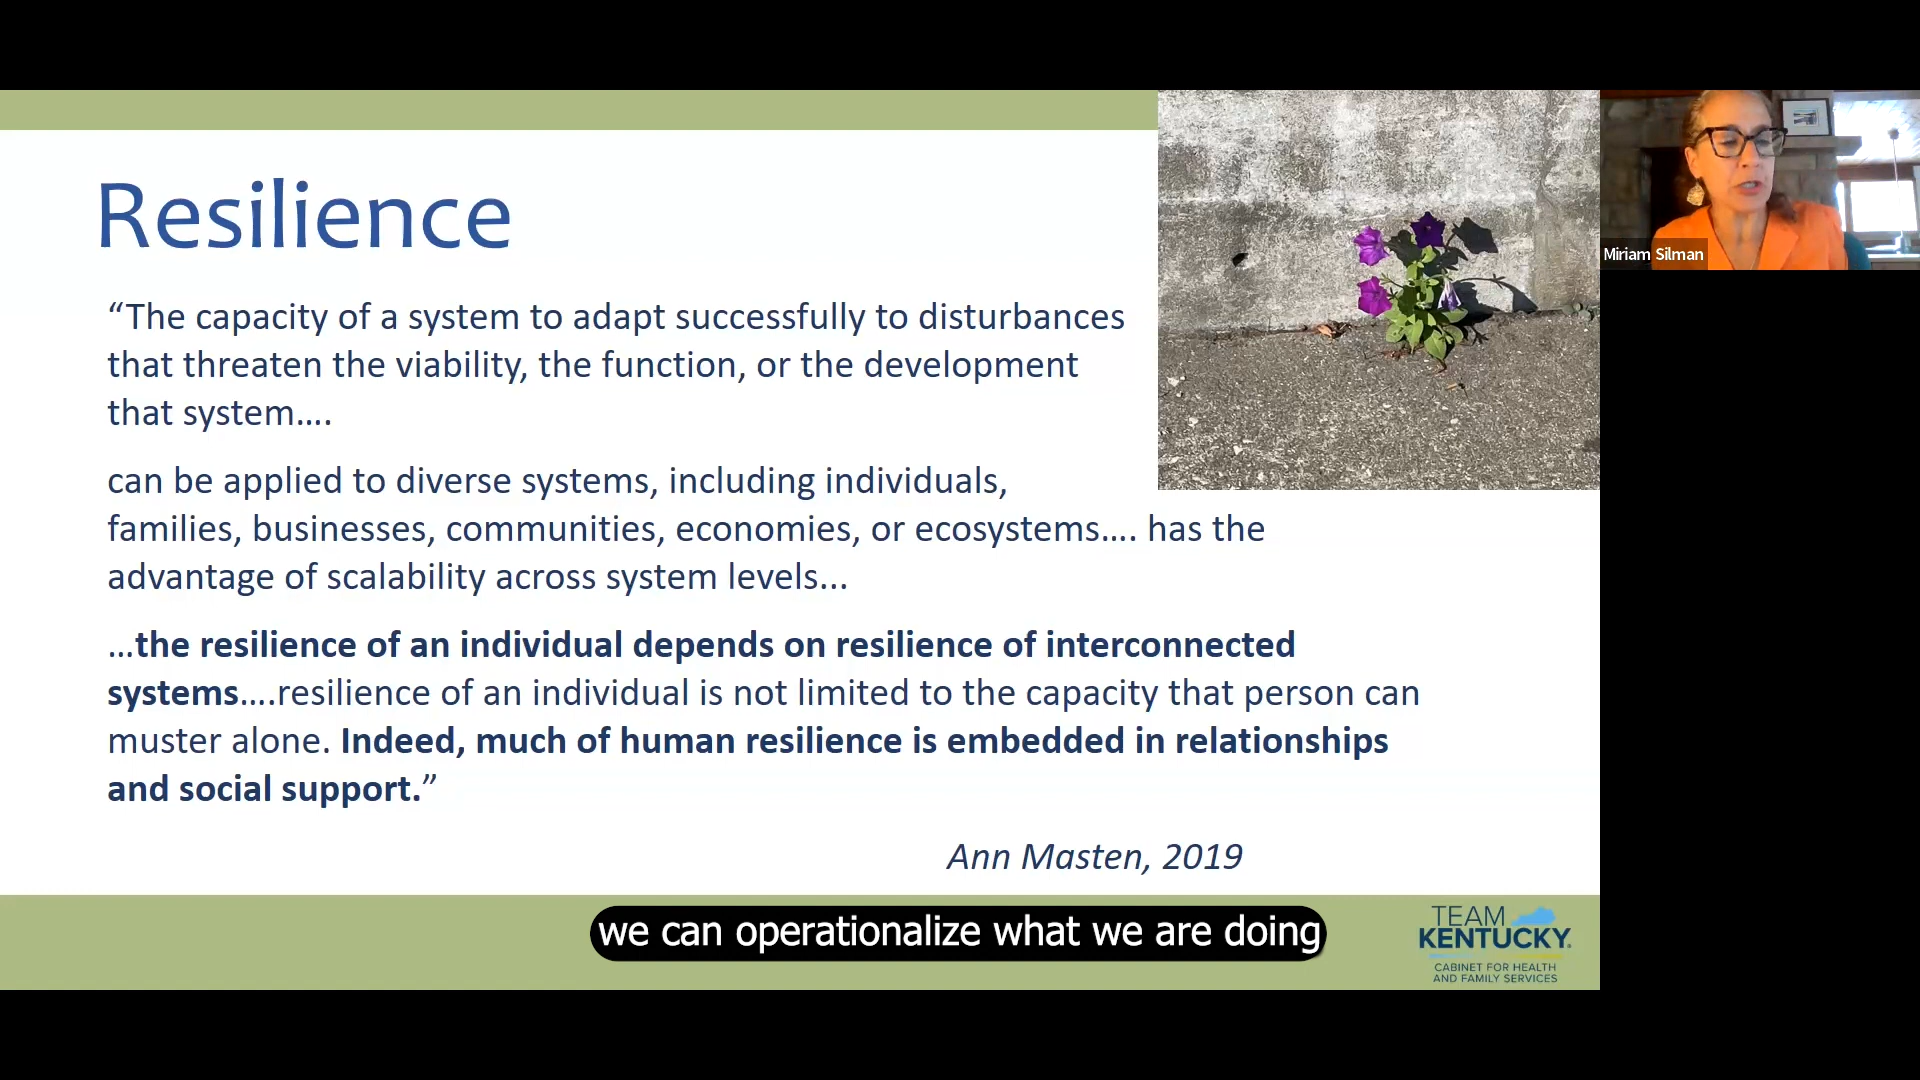 Resilience
“The capacity of a system to adapt successfully to disturbances
that threaten the viability, the function, or the development
that system….
can be applied to diverse systems, including individuals,
families, businesses, communities, economies, or ecosystems…. has the
advantage of scalability across system levels...
…the resilience of an individual depends on resilience of interconnected
systems….resilience of an individual is not limited to the capacity that person can
muster alone. Indeed, much of human resilience is embedded in relationships
and social support.”
Ann Masten, 2019
we can operationalize what we are doing
TEAM
KENTUCKY
CABINET FOR HEALTH
AND FAMILY SERVICES
Miriam Silman